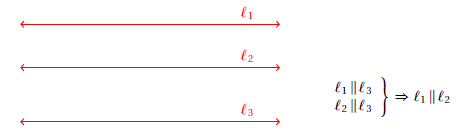 ℓ₁
ℓ₂
ℓ₁ ∥ ℓ₃
ℓ₂ ∥ ℓ₃ } ⇒ ℓ₁ ∥ ℓ₂
ℓ₃